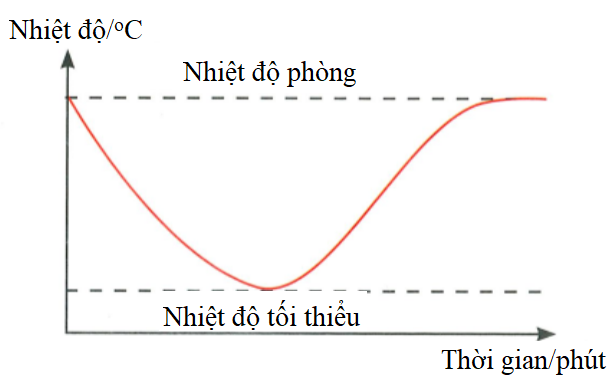 Nhiệt độ/°C
Nhiệt độ phòng
Nhiệt độ tối thiểu
Thời gian/phút